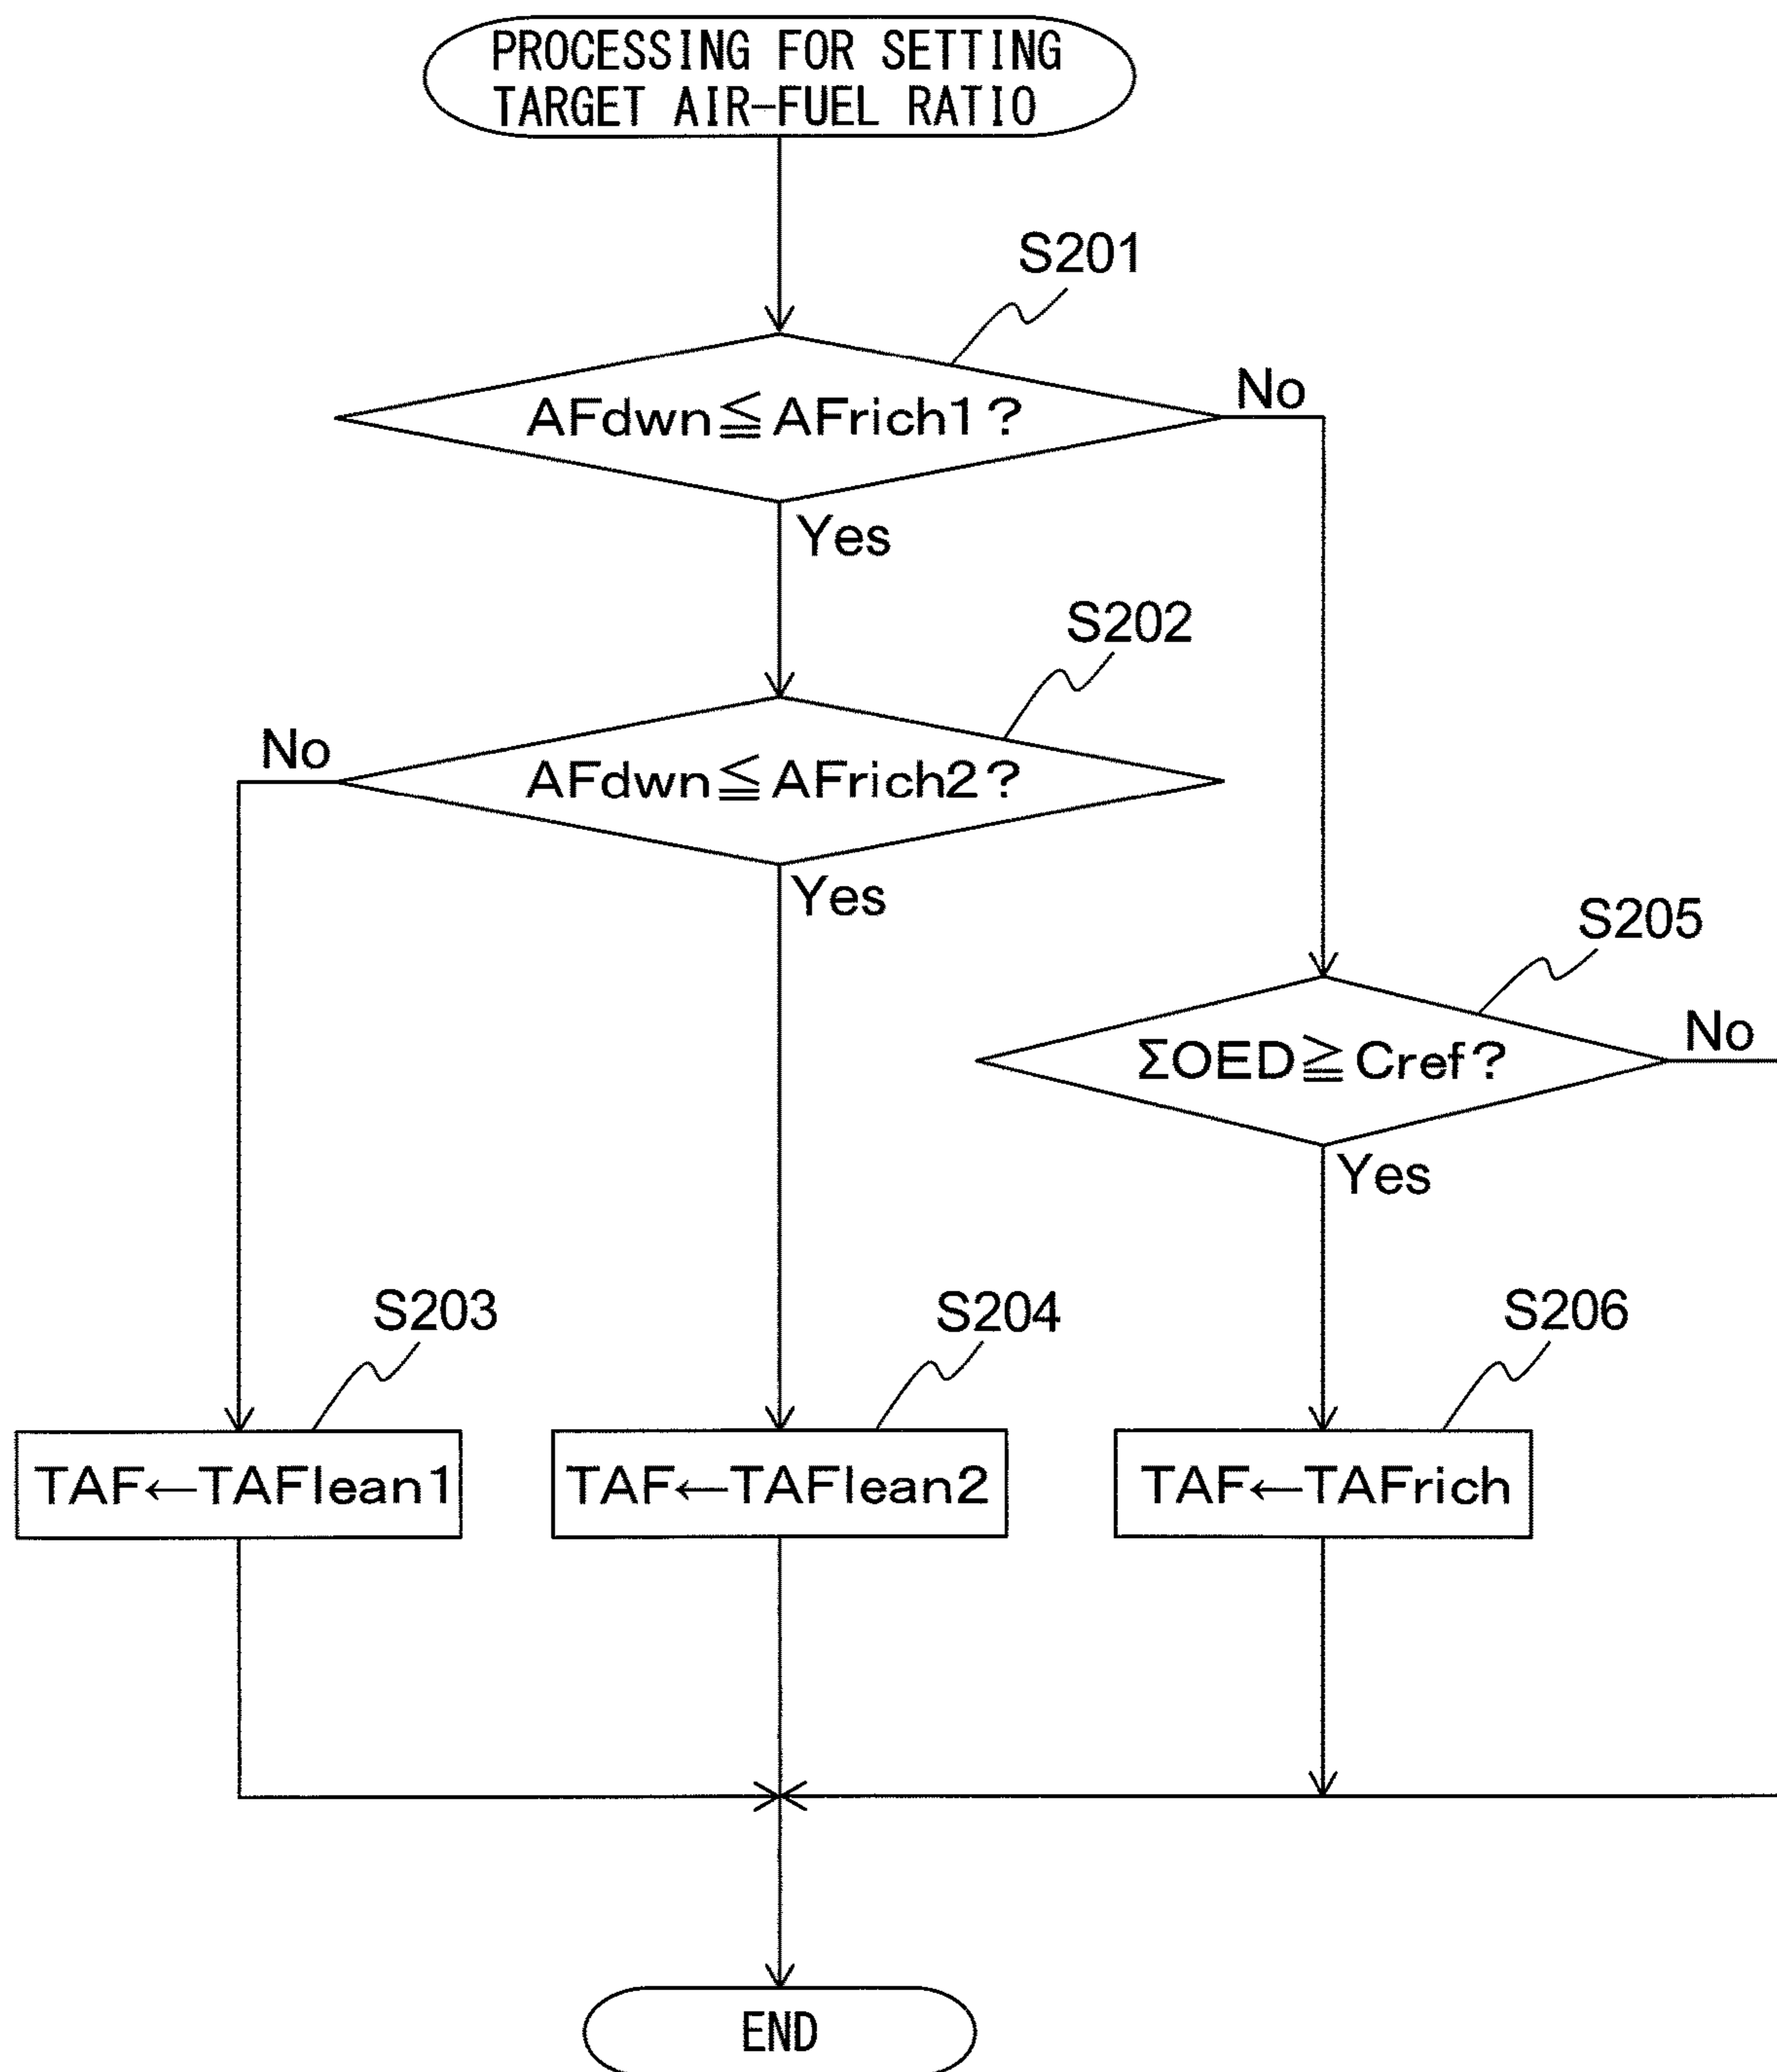 PROCESSING FOR SETTING
TARGET AIR-FUEL RATIO
S201
AFdwn≦AFrich1?
No
Yes
S202
No
AFdwn≦AFrich2?
Yes
S205
ΣOED≧Cref?
No
Yes
S203
S204
S206
TAF←TAFlean1
TAF←TAFlean2
TAF←TAFrich
END